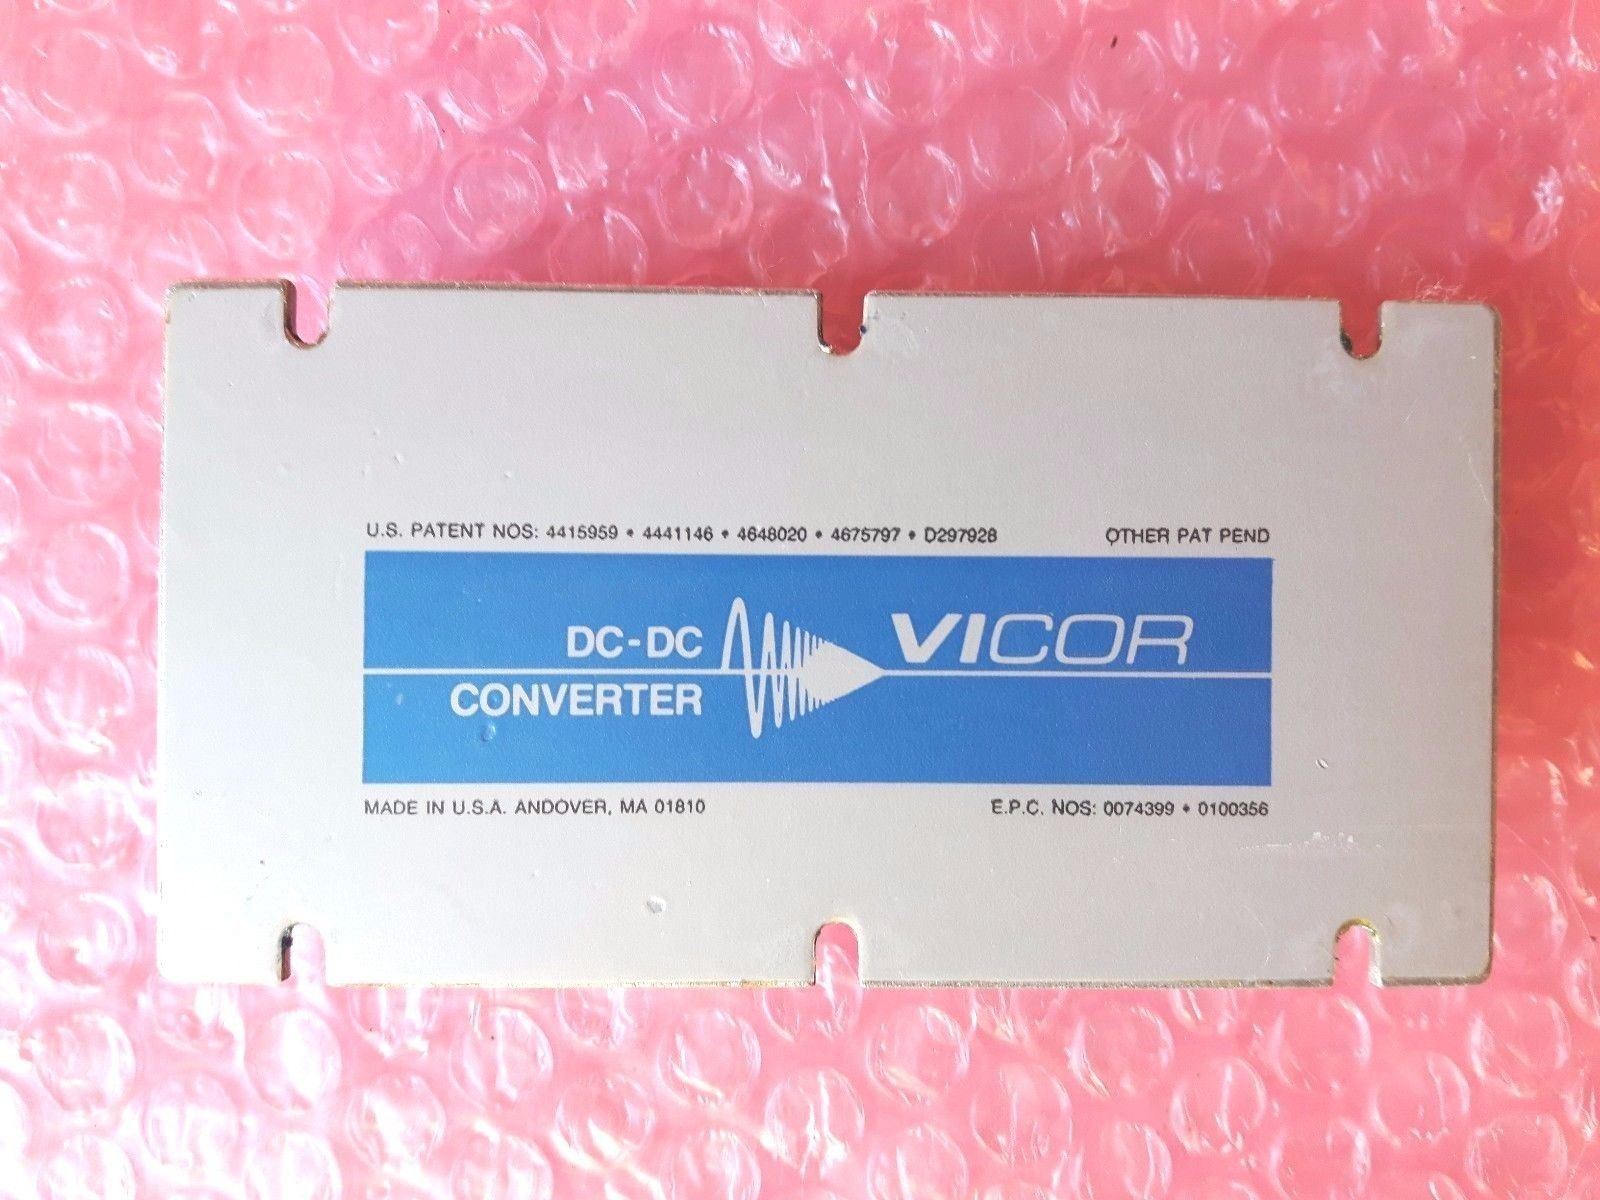 U.S. PATENT NOS: 4415959 • 4441146 • 4648020 • 4675797 • D297928 OTHER PAT PEND
DC-DC
CONVERTER
VICOR
MADE IN U.S.A. ANDOVER, MA 01810 E.P.C. NOS: 0074399 • 0100356